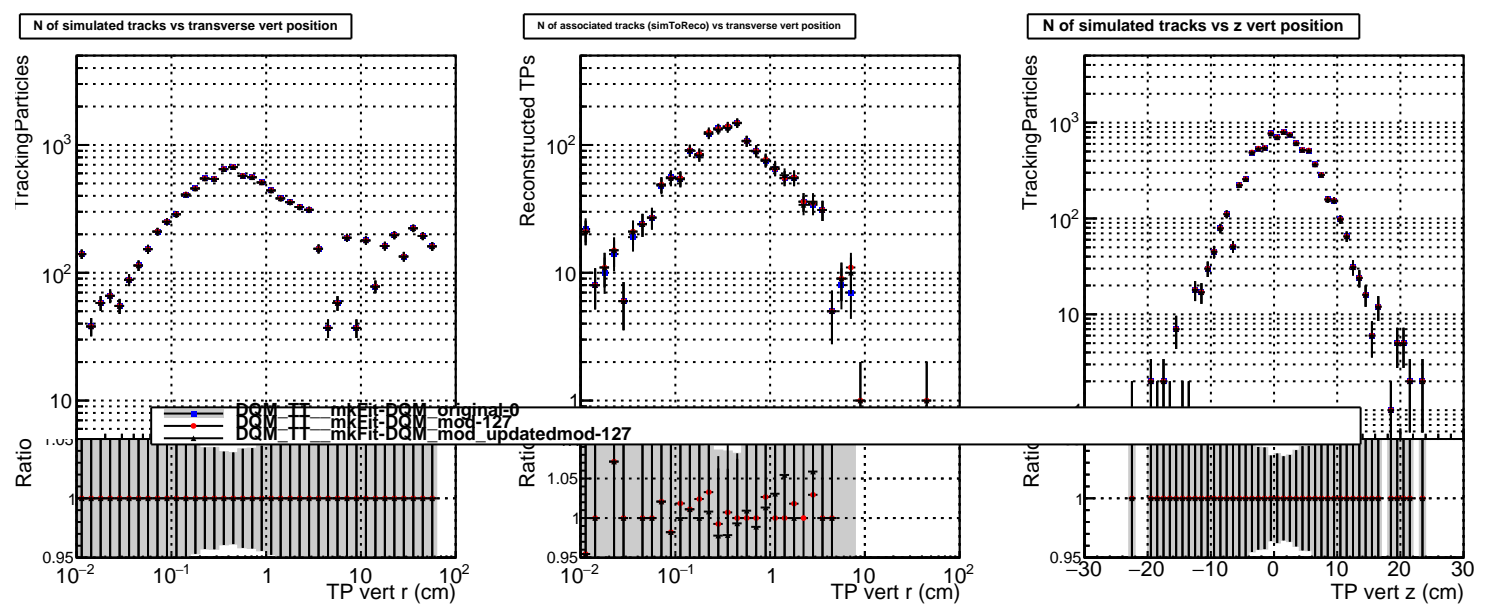 N of simulated tracks vs transverse vert position
TrackingParticles
10³
10²
10
Ratio
1.05
1
0.95
10⁻² 10⁻¹ 1 10 10²
TP vert r (cm)
N of associated tracks (simToReco) vs transverse vert position
Reconstructed TPs
10²
10
1
Ratio
1.05
1
0.95
10⁻² 10⁻¹ 1 10 10²
TP vert r (cm)
N of simulated tracks vs z vert position
TrackingParticles
10³
10²
10
1
Ratio
1
0.95
−30 −20 −10 0 10 20 30
TP vert z (cm)
DQM_TT__mkFit-DQM_original-0
DQM_TT__mkFit-DQM_mod-127
DQM_TT__mkFit-DQM_mod_updatedmod-127